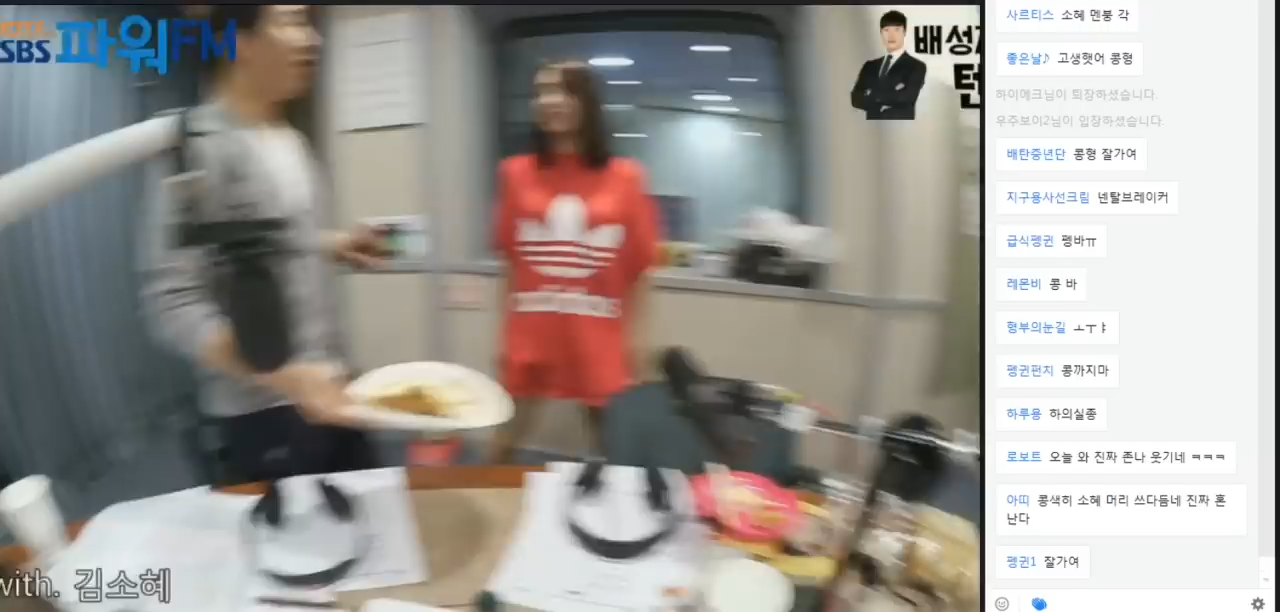 SBS 파워FM
배성재
텐
adidas
with. 김소혜
사르티스 소혜 멘붕 각
좋은날♪ 고생햇어 콩형
하이에크님이 퇴장하셨습니다.
우주보이2님이 입장하셨습니다.
배탄중년단 콩형 잘가여
지구용사선크림 넨탈브레이커
급식펭귄 펭바ㅠ
레몬비 콩 바
형부의눈길 ㅗㅜㅑ
펭귄펀치 콩까지마
하루용 하의실종
로보트 오늘 와 진짜 존나 웃기네 ㅋㅋㅋ
아띠 콩색히 소혜 머리 쓰다듬네 진짜 혼
난다
펭귄1 잘가여